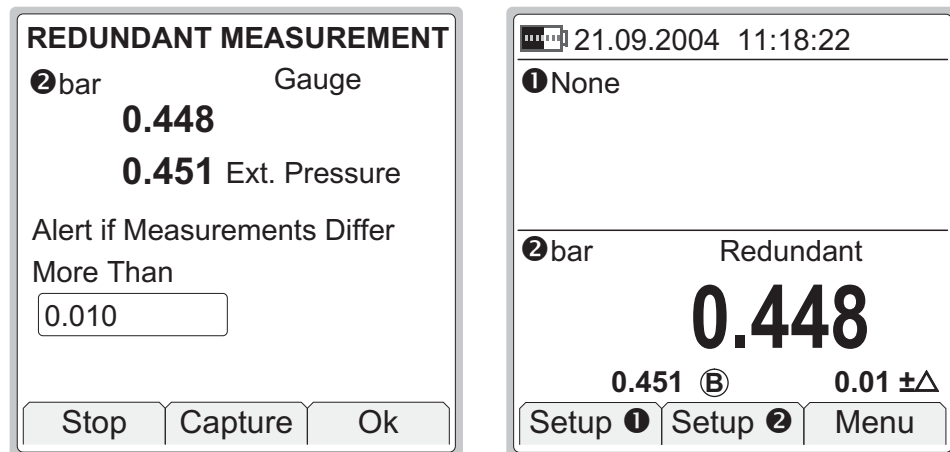 REDUNDANT MEASUREMENT
❷bar Gauge
0.448
0.451 Ext. Pressure
Alert if Measurements Differ
More Than
0.010
Stop Capture Ok
21.09.2004 11:18:22
❶None
❷bar Redundant
0.448
0.451 Ⓑ 0.01 ±△
Setup ❶ Setup ❷ Menu